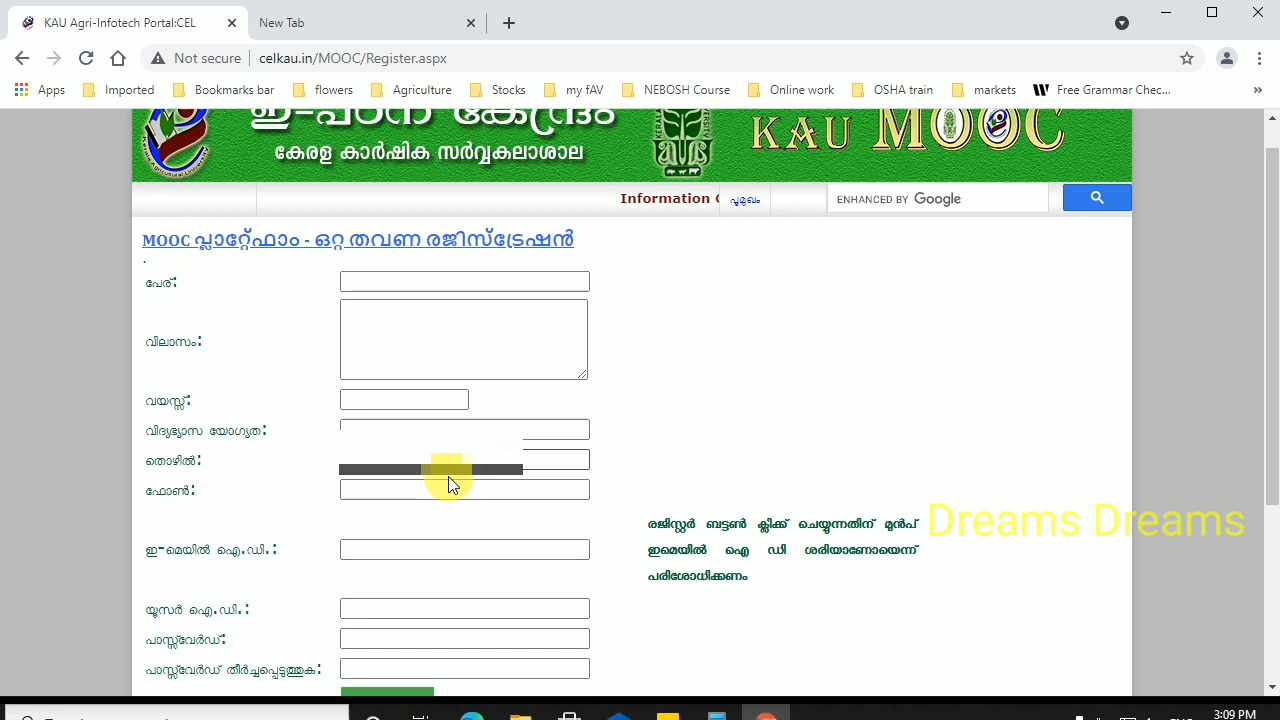 KAU Agri-Infotech Portal:CEL
New Tab
Not secure
celkau.in/MOOC/Register.aspx
Apps
Imported
Bookmarks bar
flowers
Agriculture
Stocks
my fAV
NEBOSH Course
Online work
OSHA train
markets
Free Grammar Chec...
»
ഇ-പഠന കേന്ദ്രം
കേരള കാർഷിക സർവ്വകലാശാല
KAU MOOC
Information
പൂമുഖം
ENHANCED BY Google
MOOC പ്ലാറ്റ്ഫോം - ഒറ്റ തവണ രജിസ്ട്രേഷൻ
.
പേര്:
വിലാസം:
വയസ്സ്:
വിദ്യഭ്യാസ യോഗ്യത:
തൊഴിൽ:
ഫോൺ:
ഇ-മെയിൽ ഐ.ഡി.:
രജിസ്റ്റർ ബട്ടൺ ക്ലിക്ക് ചെയ്യുന്നതിന് മുൻപ്
ഇമെയിൽ ഐ ഡി ശരിയാണോയെന്ന്
പരിശോധിക്കണം
Dreams Dreams
യൂസർ ഐ.ഡി.:
പാസ്സ്‌വേർഡ്:
പാസ്സ്‌വേർഡ് തീർച്ചപ്പെടുത്തുക:
3:09 PM